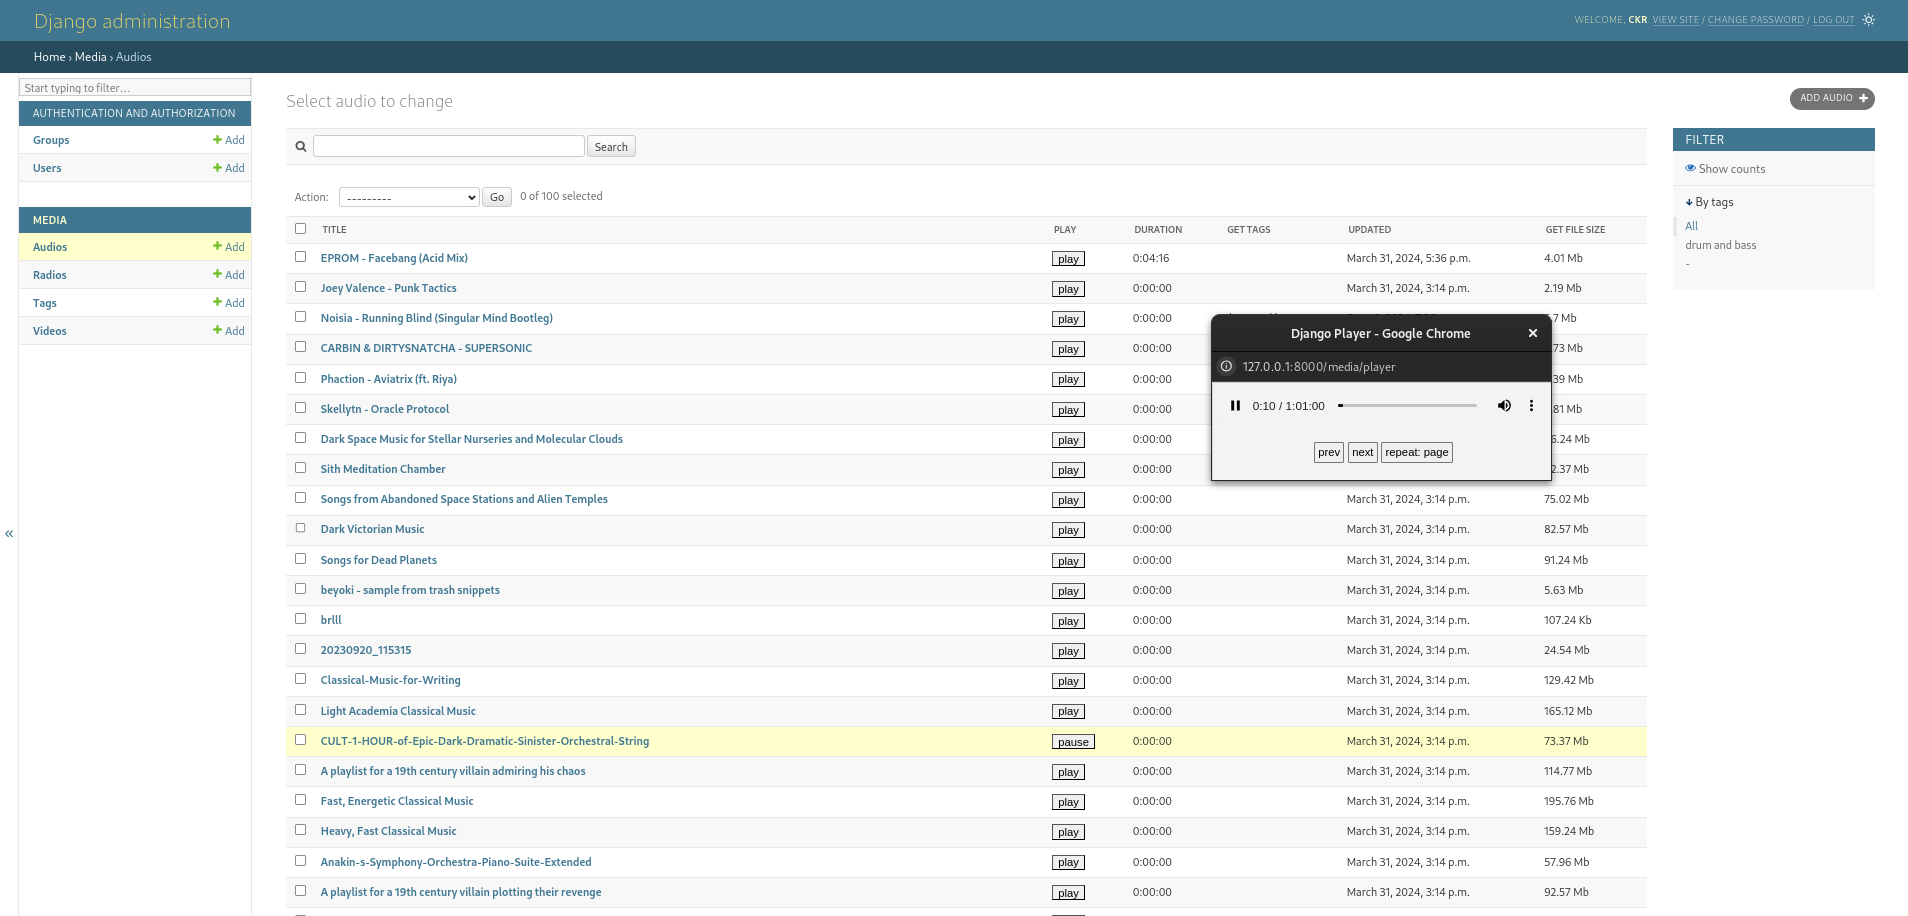 Django administration
WELCOME, CKR VIEW SITE / CHANGE PASSWORD / LOG OUT
Home › Media › Audios
Start typing to filter...
AUTHENTICATION AND AUTHORIZATION
Groups + Add
Users + Add
MEDIA
Audios + Add
Radios + Add
Tags + Add
Videos + Add
«
Select audio to change
ADD AUDIO +
Search
Action: --------- Go 0 of 100 selected
TITLE PLAY DURATION GET TAGS UPDATED GET FILE SIZE
EPROM - Facebang (Acid Mix) play 0:04:16 March 31, 2024, 5:36 p.m. 4.01 Mb
Joey Valence - Punk Tactics play 0:00:00 March 31, 2024, 3:14 p.m. 2.19 Mb
Noisia - Running Blind (Singular Mind Bootleg) play 0:00:00 Mb
CARBIN & DIRTYSNATCHA - SUPERSONIC play 0:00:00 Mb
Phaction - Aviatrix (ft. Riya) play 0:00:00 Mb
Skellytn - Oracle Protocol play 0:00:00 Mb
Dark Space Music for Stellar Nurseries and Molecular Clouds play 0:00:00 Mb
Sith Meditation Chamber play 0:00:00 Mb
Songs from Abandoned Space Stations and Alien Temples play 0:00:00 March 31, 2024, 3:14 p.m. 75.02 Mb
Dark Victorian Music play 0:00:00 March 31, 2024, 3:14 p.m. 82.57 Mb
Songs for Dead Planets play 0:00:00 March 31, 2024, 3:14 p.m. 91.24 Mb
beyoki - sample from trash snippets play 0:00:00 March 31, 2024, 3:14 p.m. 5.63 Mb
brlll play 0:00:00 March 31, 2024, 3:14 p.m. 107.24 Kb
20230920_115315 play 0:00:00 March 31, 2024, 3:14 p.m. 24.54 Mb
Classical-Music-for-Writing play 0:00:00 March 31, 2024, 3:14 p.m. 129.42 Mb
Light Academia Classical Music play 0:00:00 March 31, 2024, 3:14 p.m. 165.12 Mb
CULT-1-HOUR-of-Epic-Dark-Dramatic-Sinister-Orchestral-String pause 0:00:00 March 31, 2024, 3:14 p.m. 73.37 Mb
A playlist for a 19th century villain admiring his chaos play 0:00:00 March 31, 2024, 3:14 p.m. 114.77 Mb
Fast, Energetic Classical Music play 0:00:00 March 31, 2024, 3:14 p.m. 195.76 Mb
Heavy, Fast Classical Music play 0:00:00 March 31, 2024, 3:14 p.m. 159.24 Mb
Anakin-s-Symphony-Orchestra-Piano-Suite-Extended play 0:00:00 March 31, 2024, 3:14 p.m. 57.96 Mb
A playlist for a 19th century villain plotting their revenge play 0:00:00 March 31, 2024, 3:14 p.m. 92.57 Mb
Django Player - Google Chrome
127.0.0.1:8000/media/player
0:10 / 1:01:00
prev next repeat: page
FILTER
Show counts
By tags
All
drum and bass
-